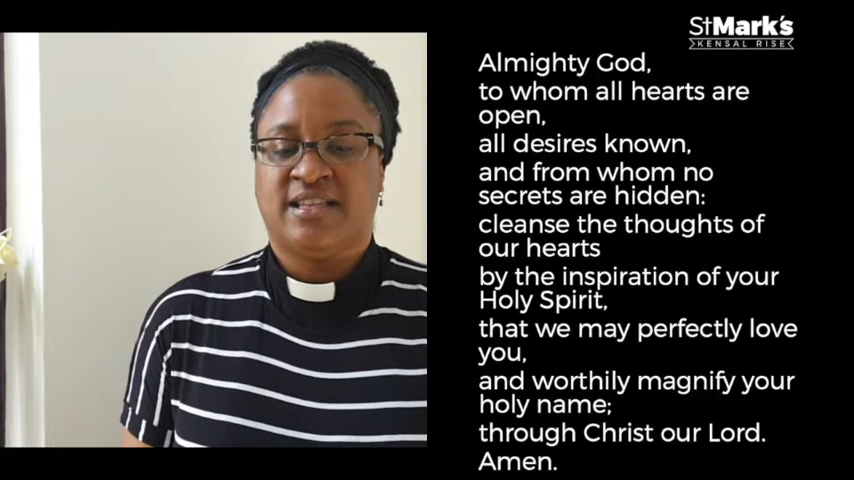 StMark's
KENSAL RISE
Almighty God,
to whom all hearts are
open,
all desires known,
and from whom no
secrets are hidden:
cleanse the thoughts of
our hearts
by the inspiration of your
Holy Spirit,
that we may perfectly love
you,
and worthily magnify your
holy name;
through Christ our Lord.
Amen.